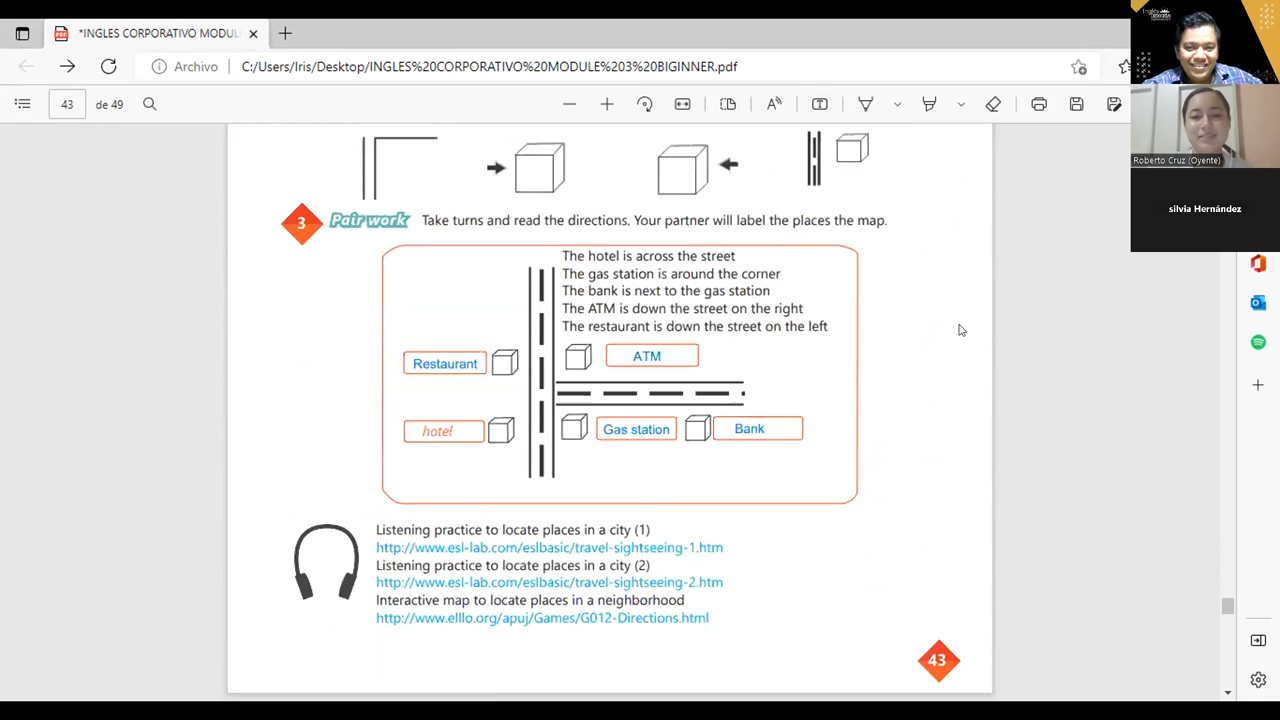 *INGLES CORPORATIVO MODUL
Archivo
C:/Users/Iris/Desktop/INGLES%20CORPORATIVO%20MODULE%203%20BIGINNER.pdf
43 de 49
3 Pair work Take turns and read the directions. Your partner will label the places the map.
The hotel is across the street
The gas station is around the corner
The bank is next to the gas station
The ATM is down the street on the right
The restaurant is down the street on the left
Restaurant ATM
hotel Gas station Bank
Listening practice to locate places in a city (1)
http://www.esl-lab.com/eslbasic/travel-sightseeing-1.htm
Listening practice to locate places in a city (2)
http://www.esl-lab.com/eslbasic/travel-sightseeing-2.htm
Interactive map to locate places in a neighborhood
http://www.elllo.org/apuj/Games/G012-Directions.html
43
Roberto Cruz (Oyente)
silvia Hernández